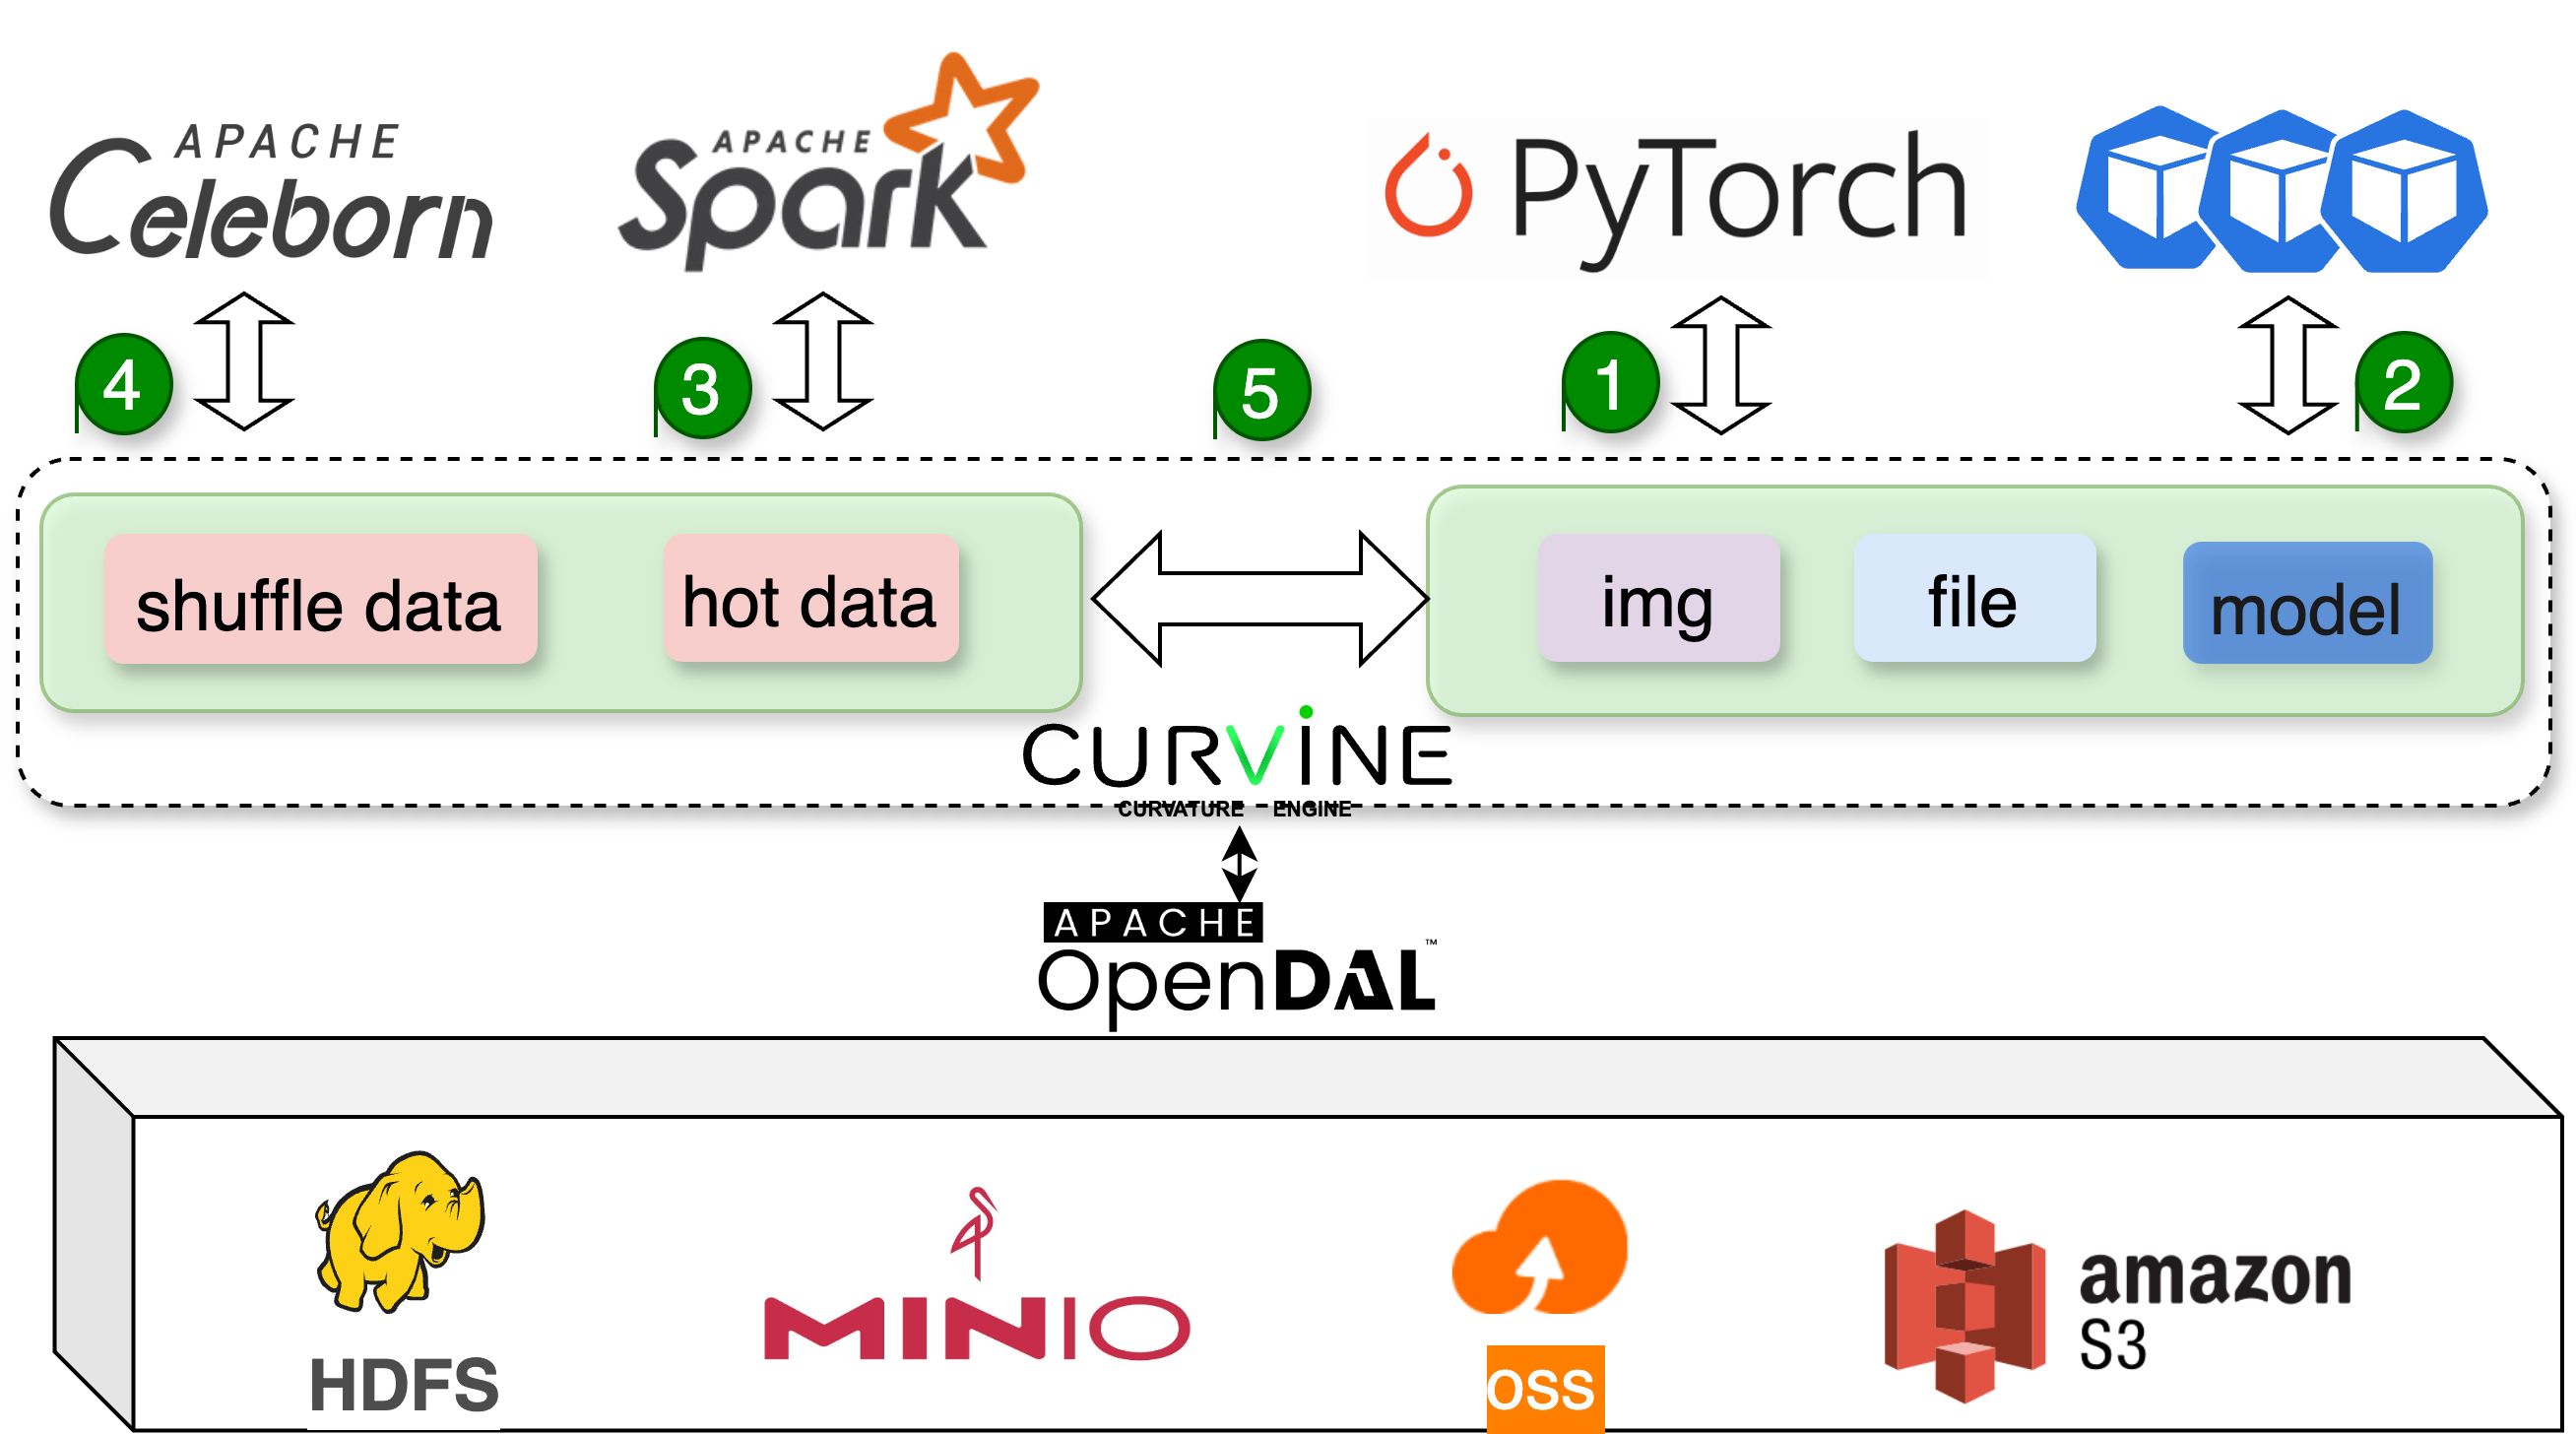 APACHE
Celeborn
APACHE
Spark
PyTorch
4
3
5
1
2
shuffle data
hot data
img
file
model
CURVINE
CURVATURE ENGINE
APACHE
OpenDAL™
HDFS
MINIO
OSS
amazon
S3